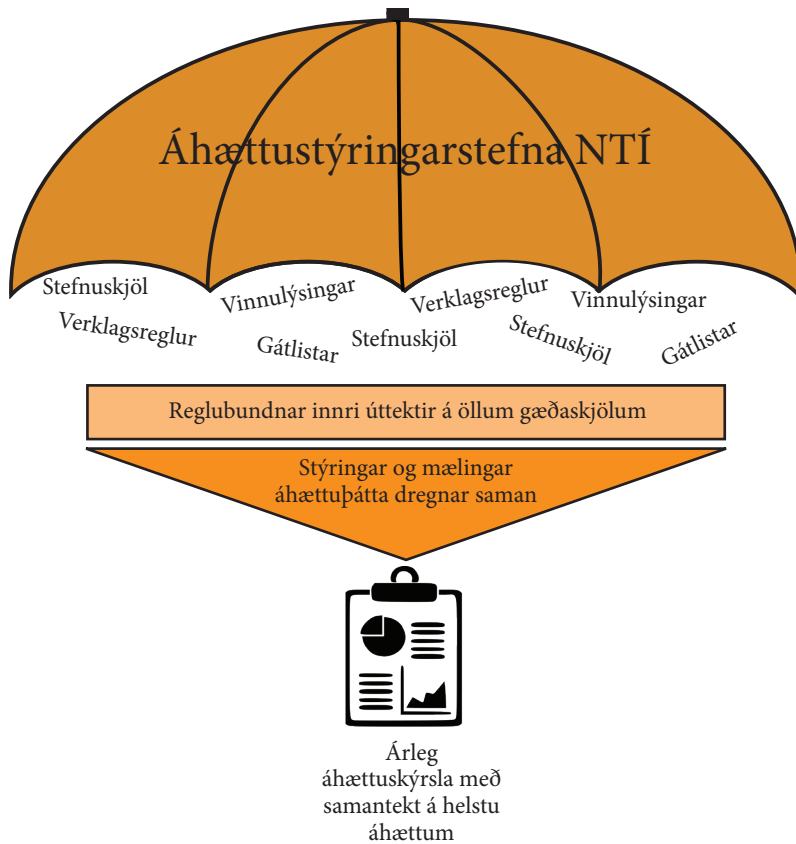 Áhættustýringarstefna NTÍ
Stefnuskjöl
Vinnulýsingar
Verklagsreglur
Vinnulýsingar
Verklagsreglur
Gátlistar
Stefnuskjöl
Stefnuskjöl
Gátlistar
Reglubundnar innri úttektir á öllum gæðaskjölum
Stýringar og mælingar
áhættuþátta dregnar saman
Árleg
áhættuskýrsla með
samantekt á helstu
áhættum